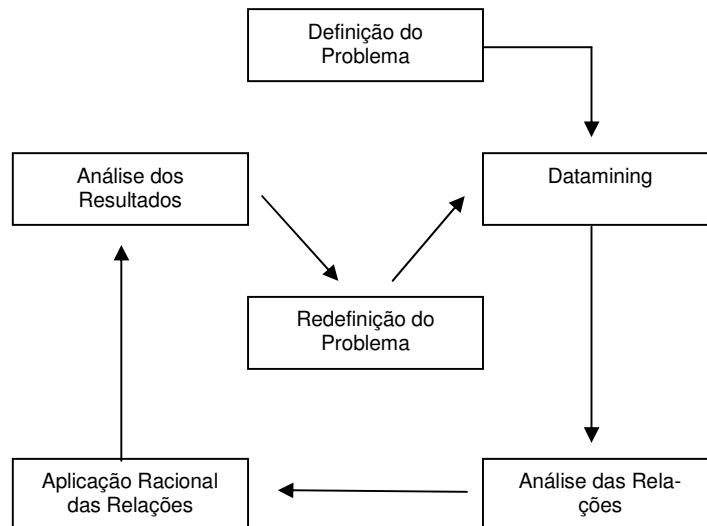 Definição do
Problema
Análise dos
Resultados
Datamining
Redefinição do
Problema
Aplicação Racional
das Relações
Análise das Rela-
ções